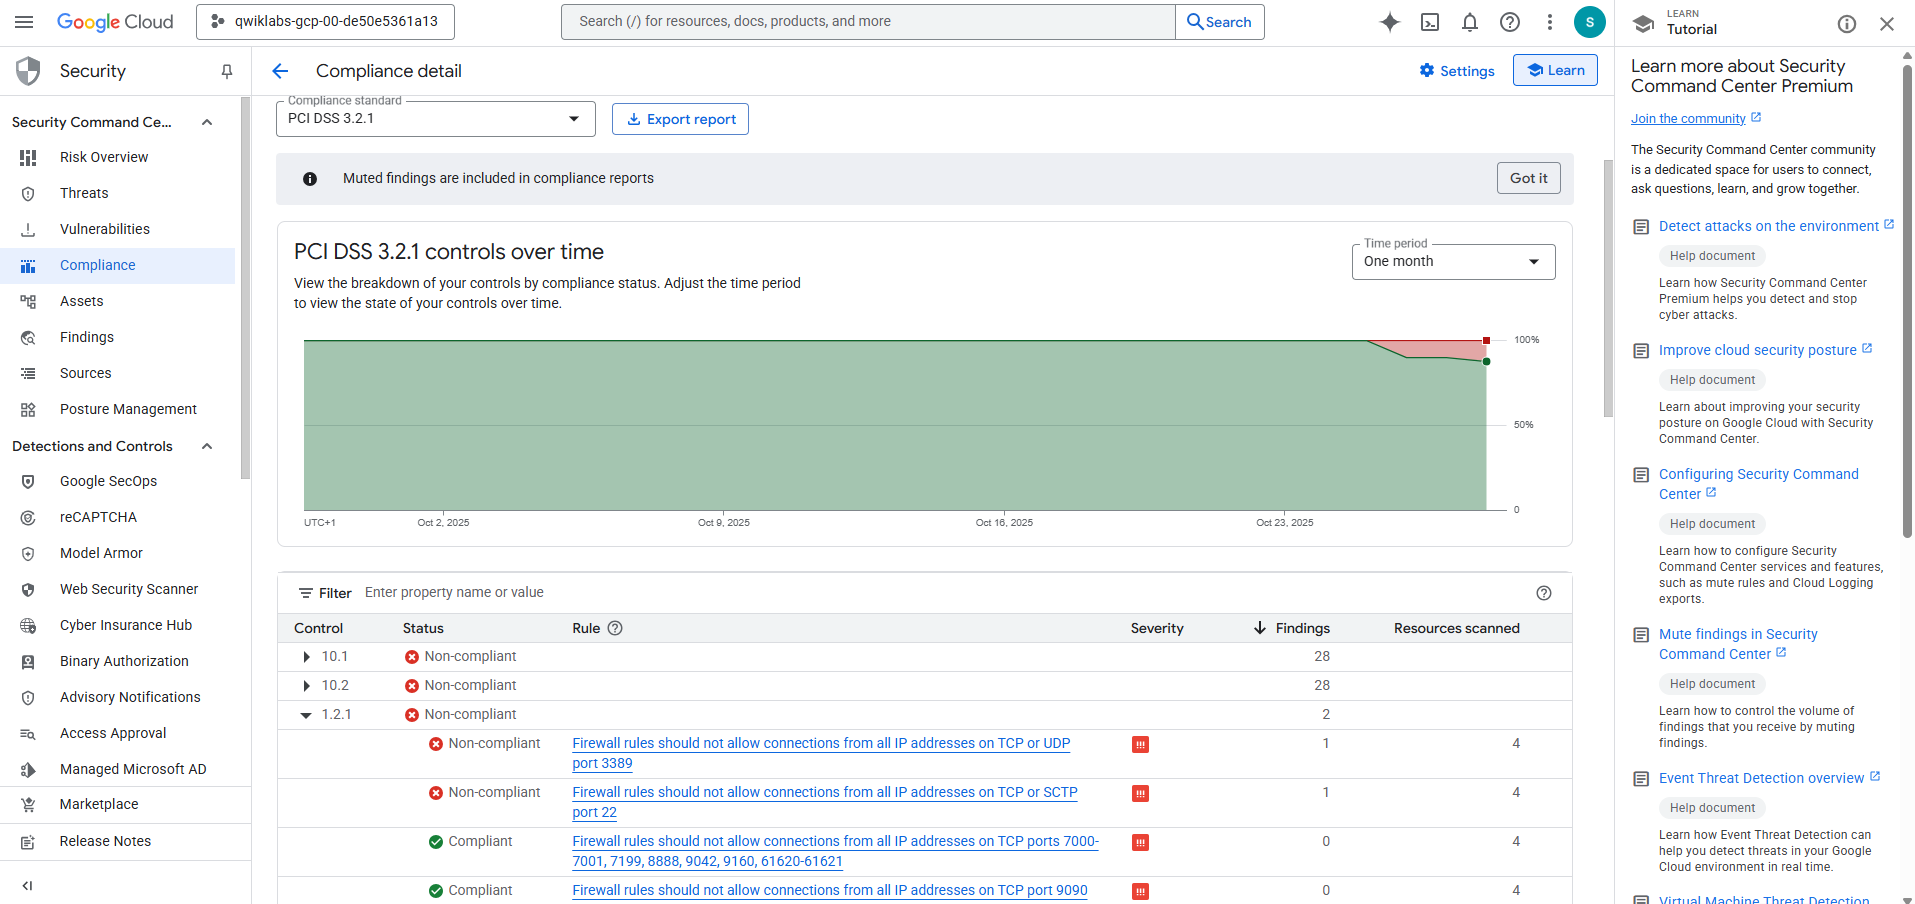 Google Cloud
qwiklabs-gcp-00-de50e5361a13
Search (/) for resources, docs, products, and more
Search
S
LEARN
Tutorial
Security
Compliance detail
Settings
Learn
Security Command Ce...
Risk Overview
Threats
Vulnerabilities
Compliance
Assets
Findings
Sources
Posture Management
Detections and Controls
Google SecOps
reCAPTCHA
Model Armor
Web Security Scanner
Cyber Insurance Hub
Binary Authorization
Advisory Notifications
Access Approval
Managed Microsoft AD
Marketplace
Release Notes
Compliance standard
PCI DSS 3.2.1
Export report
Muted findings are included in compliance reports
Got it
PCI DSS 3.2.1 controls over time
View the breakdown of your controls by compliance status. Adjust the time period
to view the state of your controls over time.
Time period
One month
100%
50%
0
UTC+1
Oct 2, 2025
Oct 9, 2025
Oct 16, 2025
Oct 23, 2025
Filter
Enter property name or value
Control Status Rule Severity Findings Resources scanned
10.1 Non-compliant 28
10.2 Non-compliant 28
1.2.1 Non-compliant 2
Non-compliant Firewall rules should not allow connections from all IP addresses on TCP or UDP 1 4
port 3389
Non-compliant Firewall rules should not allow connections from all IP addresses on TCP or SCTP 1 4
port 22
Compliant Firewall rules should not allow connections from all IP addresses on TCP ports 7000- 0 4
7001, 7199, 8888, 9042, 9160, 61620-61621
Compliant Firewall rules should not allow connections from all IP addresses on TCP port 9090 0 4
Learn more about Security
Command Center Premium
Join the community
The Security Command Center community
is a dedicated space for users to connect,
ask questions, learn, and grow together.
Detect attacks on the environment
Help document
Learn how Security Command Center
Premium helps you detect and stop
cyber attacks.
Improve cloud security posture
Help document
Learn about improving your security
posture on Google Cloud with Security
Command Center.
Configuring Security Command
Center
Help document
Learn how to configure Security
Command Center services and features,
such as mute rules and Cloud Logging
exports.
Mute findings in Security
Command Center
Help document
Learn how to control the volume of
findings that you receive by muting
findings.
Event Threat Detection overview
Help document
Learn how Event Threat Detection can
help you detect threats in your Google
Cloud environment in real time.
Virtual Machine Threat Detection